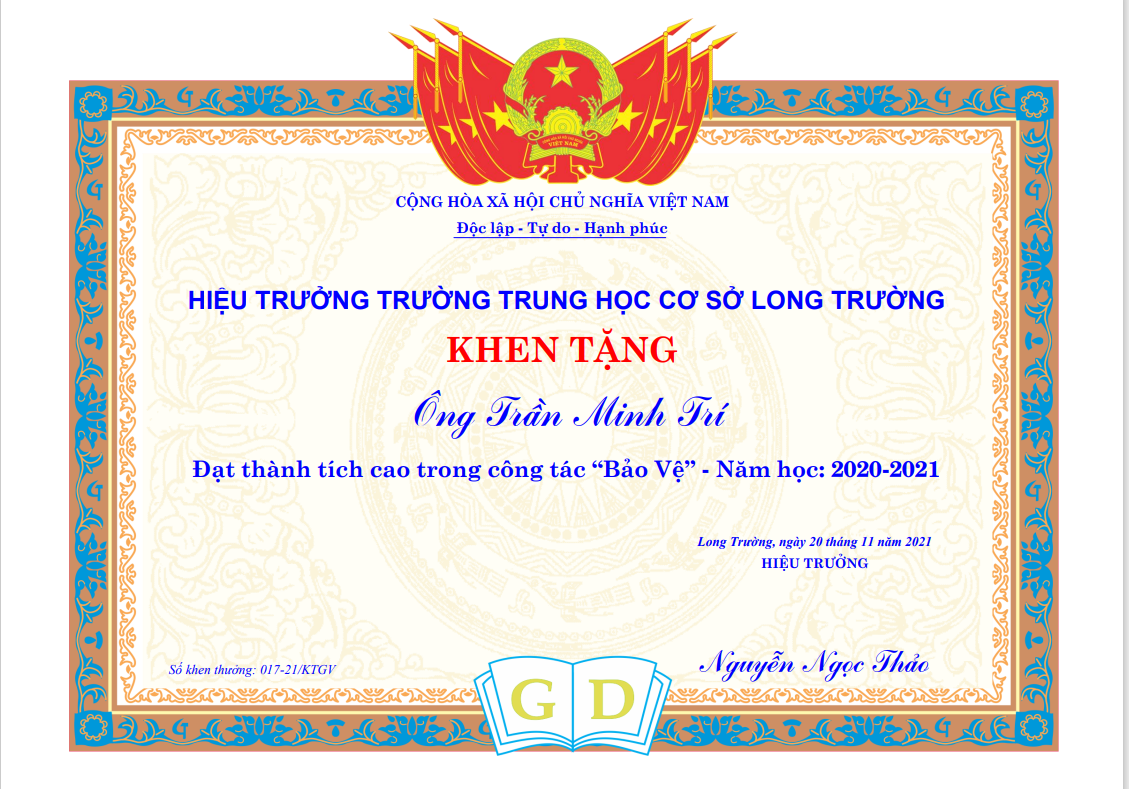 VIỆT NAM
CỘNG HÒA XÃ HỘI CHỦ NGHĨA VIỆT NAM
Độc lập - Tự do - Hạnh phúc
HIỆU TRƯỞNG TRƯỜNG TRUNG HỌC CƠ SỞ LONG TRƯỜNG
KHEN TẶNG
Ông Trần Minh Trí
Đạt thành tích cao trong công tác “Bảo Vệ” - Năm học: 2020-2021
Long Trường, ngày 20 tháng 11 năm 2021
HIỆU TRƯỞNG
Số khen thưởng: 017-21/KTGV
Nguyễn Ngọc Thảo
G D